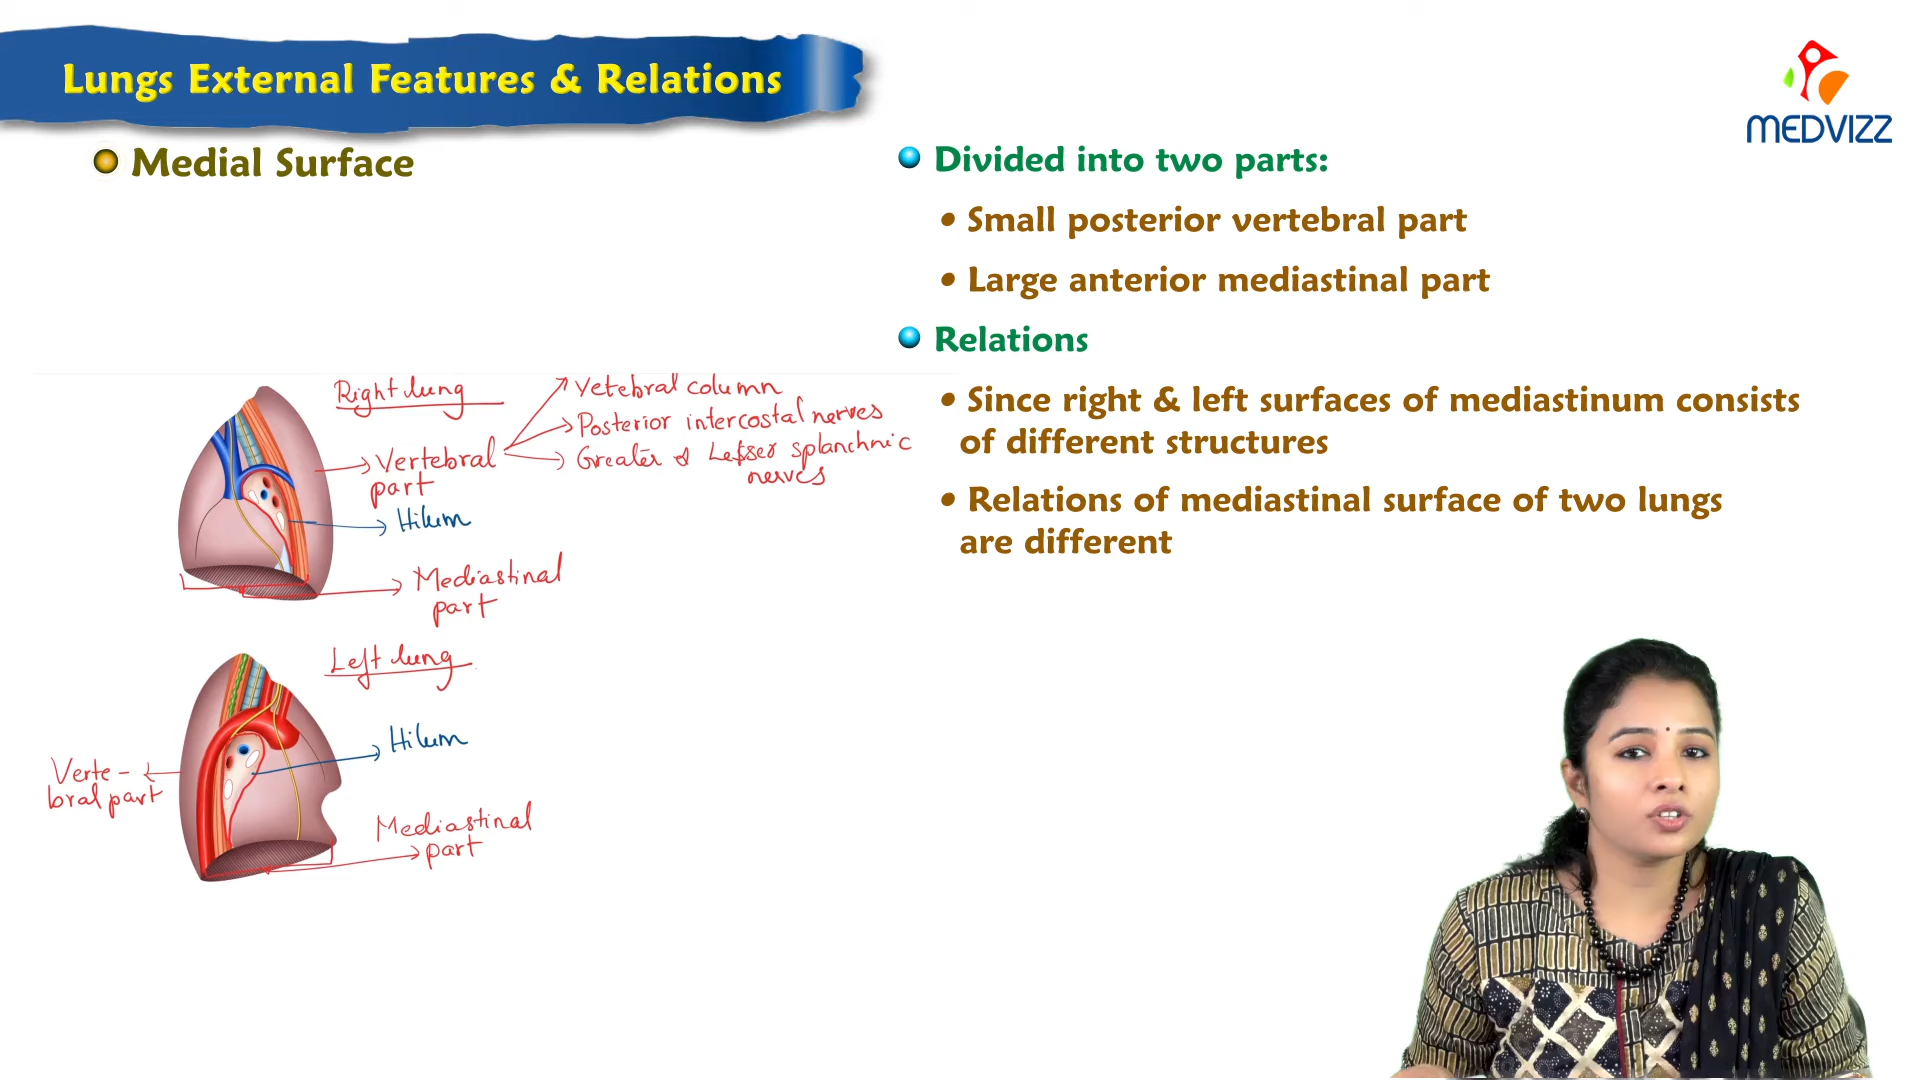 Lungs External Features & Relations
MEDVIZZ
Medial Surface
Right lung
Vetebral column
Posterior intercostal nerves
Greater & Lesser splanchnic
nerves
Vertebral
part
Hilum
Mediastinal
part
Left lung
Hilum
Verte-
bral part
Mediastinal
part
Divided into two parts:
• Small posterior vertebral part
• Large anterior mediastinal part
Relations
• Since right & left surfaces of mediastinum consists
of different structures
• Relations of mediastinal surface of two lungs
are different